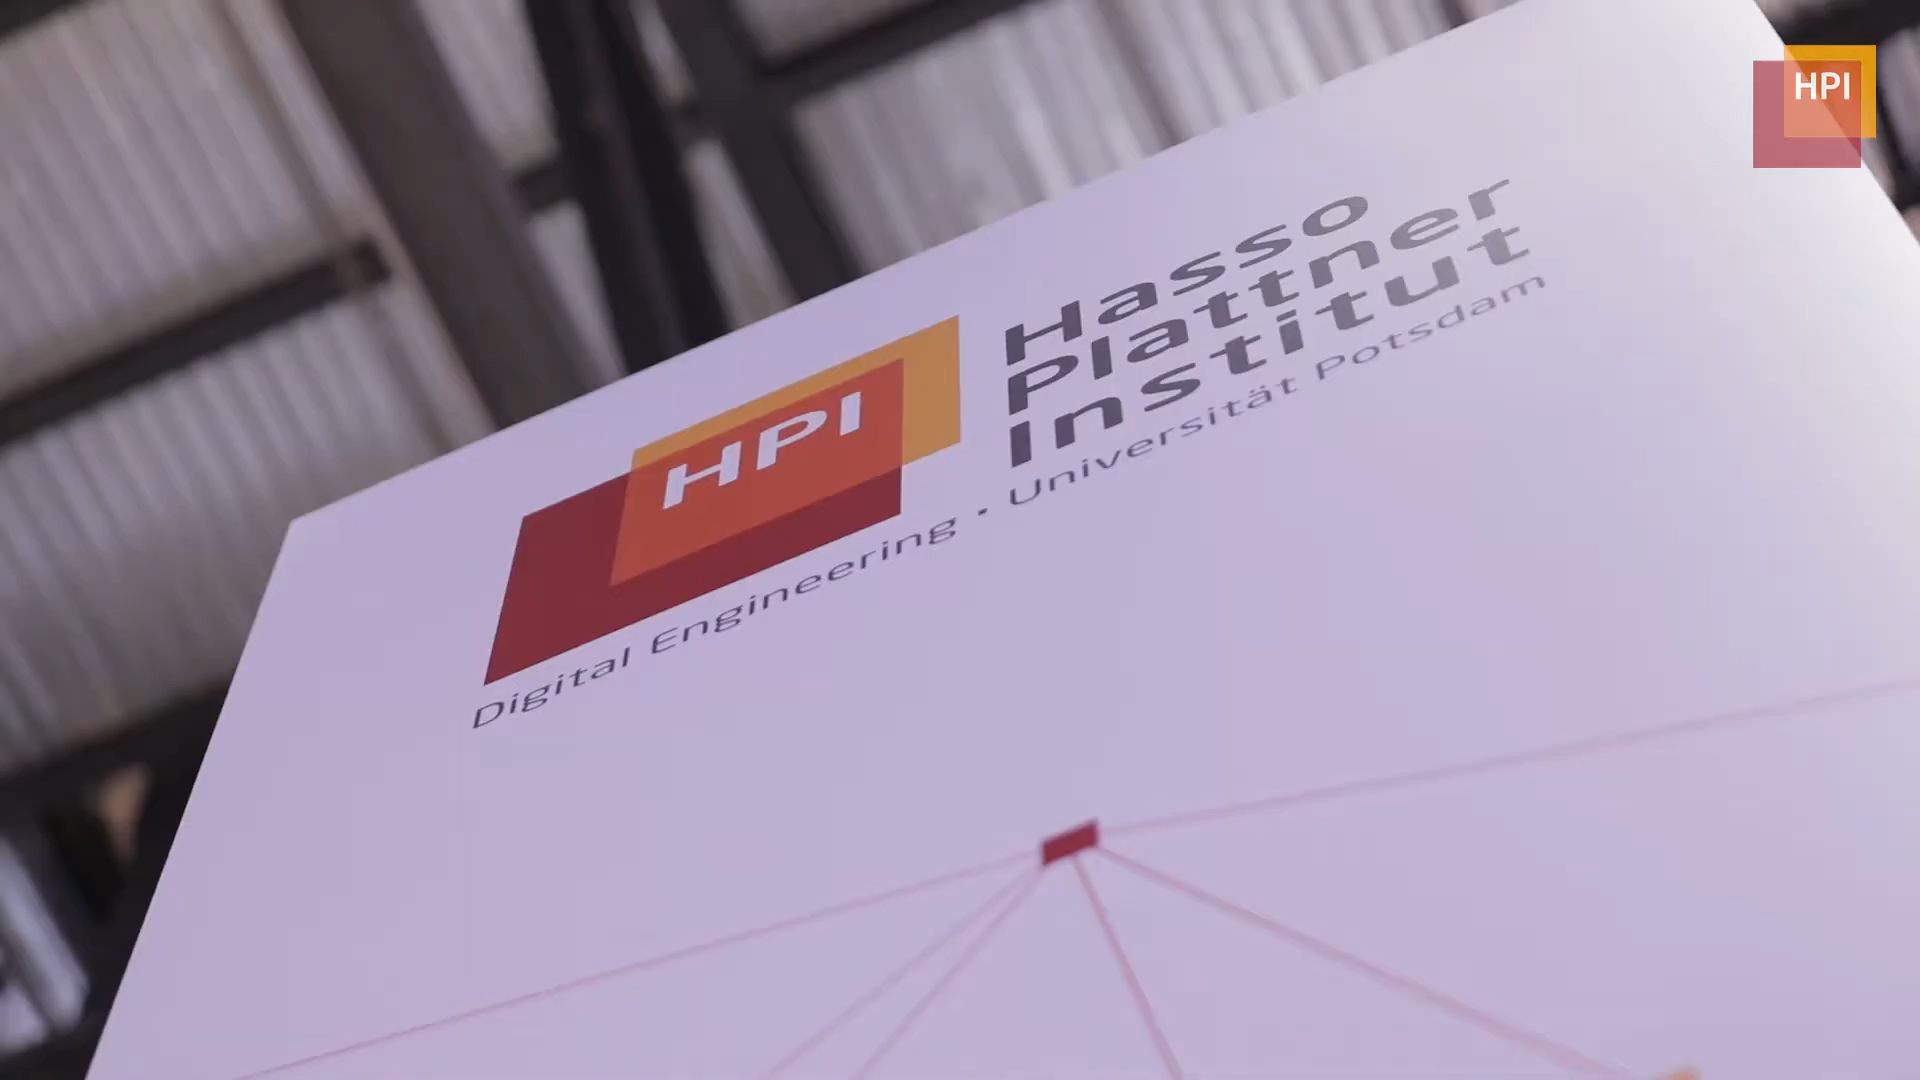 HPI
Hasso
Plattner
Institut
Digital Engineering • Universität Potsdam
HPI